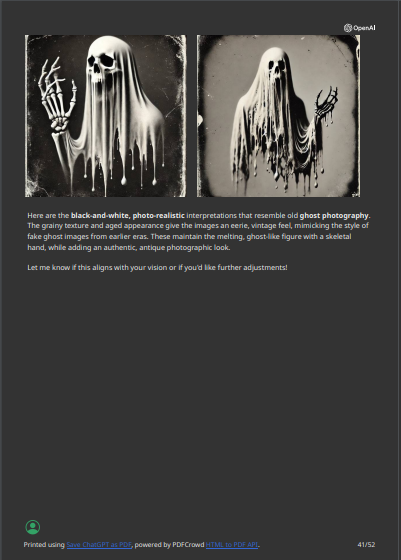 OpenAI
Here are the black-and-white, photo-realistic interpretations that resemble old ghost photography.
The grainy texture and aged appearance give the images an eerie, vintage feel, mimicking the style of
fake ghost images from earlier eras. These maintain the melting, ghost-like figure with a skeletal
hand, while adding an authentic, antique photographic look.
Let me know if this aligns with your vision or if you'd like further adjustments!
Printed using Save ChatGPT as PDF, powered by PDFCrowd HTML to PDF API. 41/52